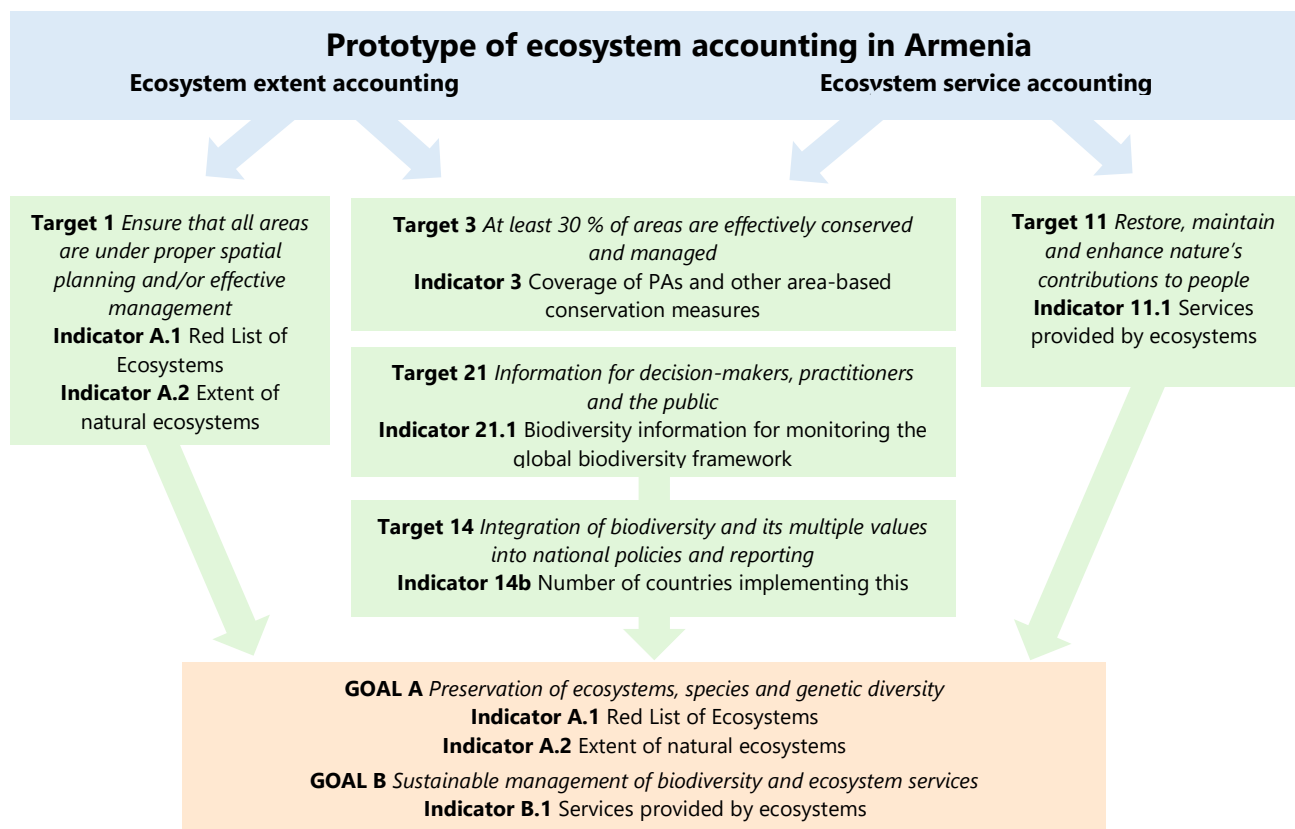 Prototype of ecosystem accounting in Armenia
Ecosystem extent accounting
Ecosystem service accounting
Target 1 Ensure that all areas
are under proper spatial
planning and/or effective
management
Indicator A.1 Red List of
Ecosystems
Indicator A.2 Extent of
natural ecosystems
Target 3 At least 30 % of areas are effectively conserved
and managed
Indicator 3 Coverage of PAs and other area-based
conservation measures
Target 21 Information for decision-makers, practitioners
and the public
Indicator 21.1 Biodiversity information for monitoring the
global biodiversity framework
Target 14 Integration of biodiversity and its multiple values
into national policies and reporting
Indicator 14b Number of countries implementing this
Target 11 Restore, maintain
and enhance nature’s
contributions to people
Indicator 11.1 Services
provided by ecosystems
GOAL A Preservation of ecosystems, species and genetic diversity
Indicator A.1 Red List of Ecosystems
Indicator A.2 Extent of natural ecosystems
GOAL B Sustainable management of biodiversity and ecosystem services
Indicator B.1 Services provided by ecosystems